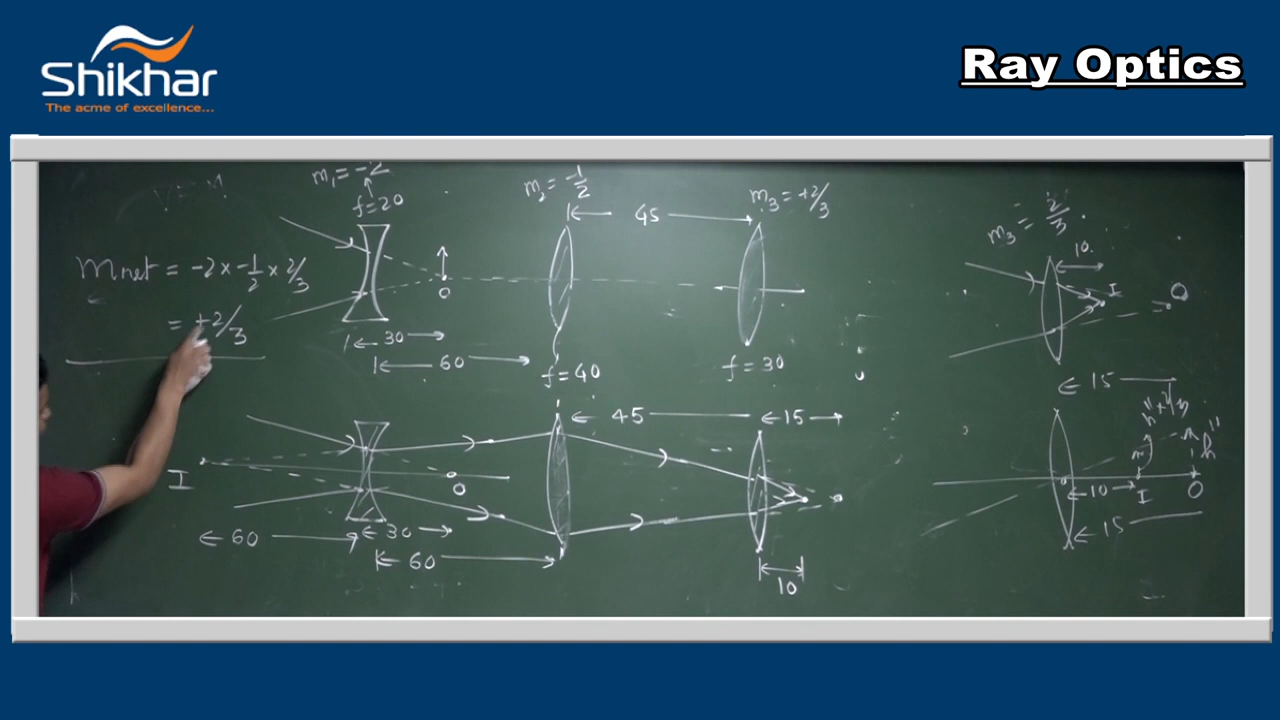 Shikhar
The acme of excellence...
Ray Optics
m₁ = -2
f=20
m₂ = -1/2
45
m₃ = +2/3
Mnet = -2 × -1/2 × 2/3
= +2/3
O
30
60
f = 40
f = 30
m₃ = 2/3
10
I
O
15
I
60
O
30
60
45
15
10
h"×2/3
h"
10
I
O
15